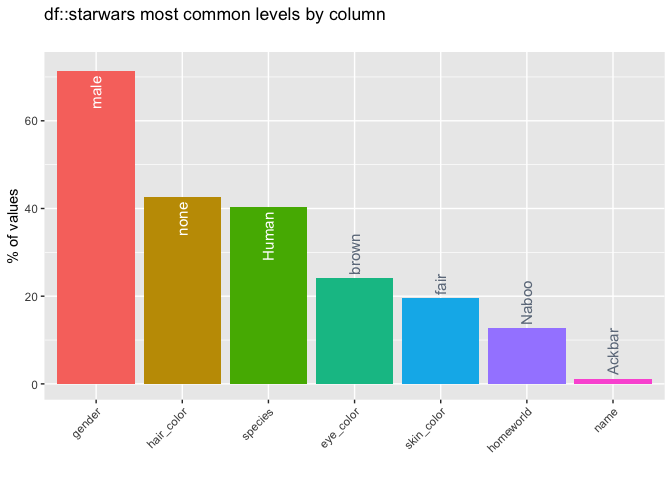 df::starwars most common levels by column
% of values
60
40
20
0
male
none
Human
brown
fair
Naboo
Ackbar
gender
hair_color
species
eye_color
skin_color
homeworld
name